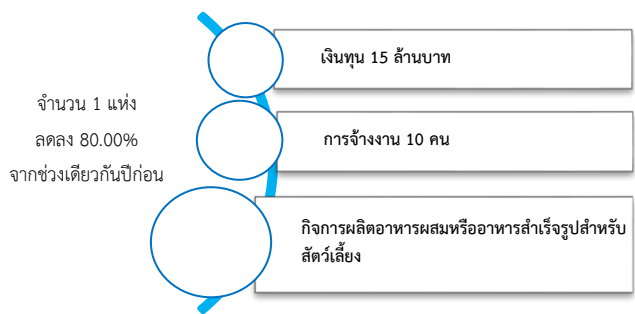 จำนวน 1 แห่ง
ลดลง 80.00%
จากช่วงเดียวกันปีก่อน
เงินทุน 15 ล้านบาท
การจ้างงาน 10 คน
กิจการผลิตอาหารผสมหรืออาหารสำเร็จรูปสำหรับ
สัตว์เลี้ยง